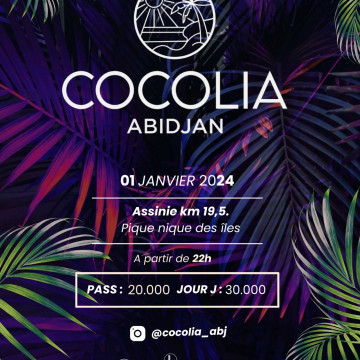 COCOLIA
ABIDJAN
01 JANVIER 2024
Assinie km 19,5.
Pique nique des îles
A partir de 22h
PASS : 20.000 JOUR J : 30.000
@cocolia_abj